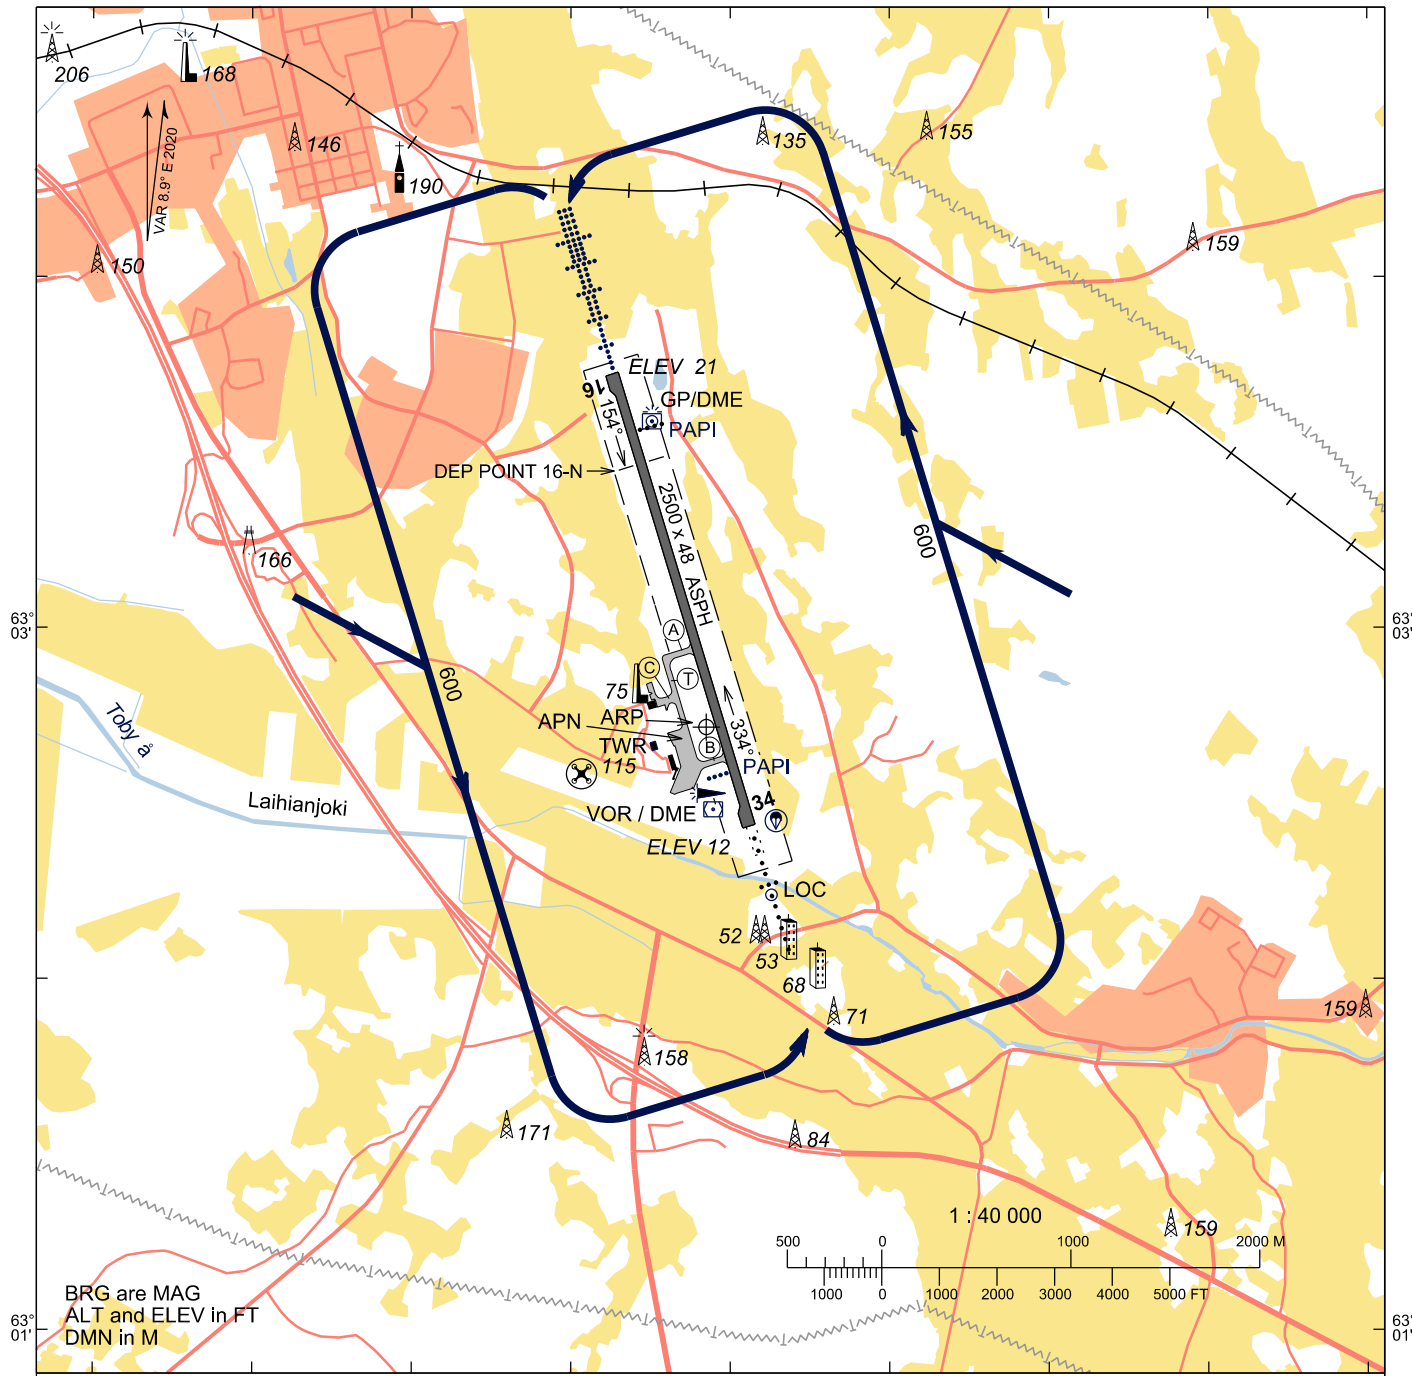 206
168
146
190
135
155
159
150
VAR 8.9° E 2020
ELEV 21
16
GP/DME
PAPI
154°
DEP POINT 16-N
2500 x 48 ASPH
600
166
63°
03'
63°
03'
A
C
T
600
75
ARP
APN
TWR
B
334°
115
PAPI
Toby å
Laihianjoki
VOR / DME
34
ELEV 12
LOC
52
53
68
71
159
158
171
84
159
1 : 40 000
500
0
1000
2000 M
1000
0
1000
2000
3000
4000
5000 FT
BRG are MAG
ALT and ELEV in FT
DMN in M
63°
01'
63°
01'